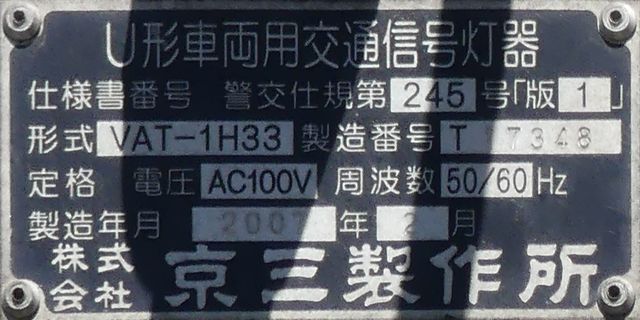 U形車両用交通信号灯器
仕様書番号 警交仕規第 245 号「版 1 」
形式 VAT-1H33 製造番号 T 7348
定格 電圧 AC100V 周波数 50/60 Hz
製造年月 2007 年 2 月
株式会社 京三製作所